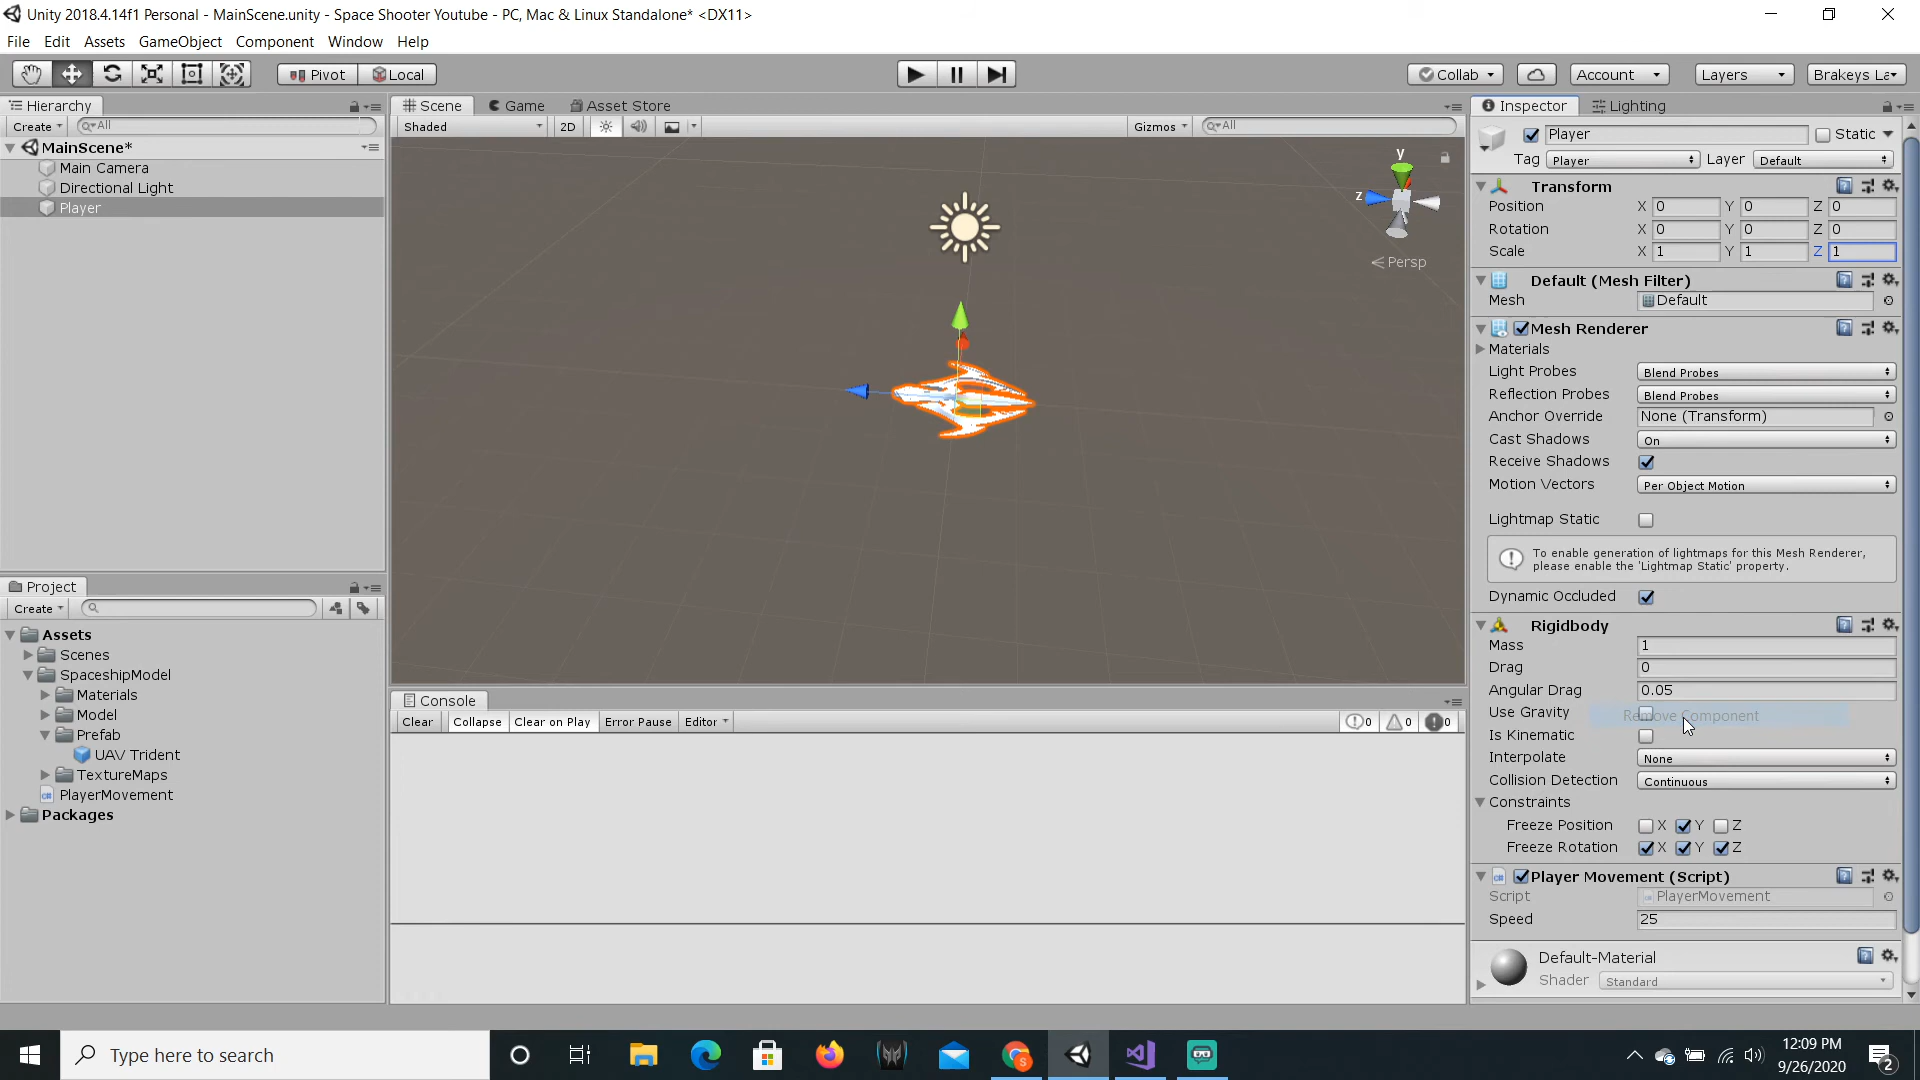 Unity 2018.4.14f1 Personal - MainScene.unity - Space Shooter Youtube - PC, Mac & Linux Standalone* <DX11>
File Edit Assets GameObject Component Window Help
Pivot Local Collab Account Layers Brakeys La
Hierarchy
Create All
MainScene*
Main Camera
Directional Light
Player
Project
Create
Assets
Scenes
SpaceshipModel
Materials
Model
Prefab
UAV Trident
TextureMaps
PlayerMovement
Packages
Scene Game Asset Store
Shaded 2D Gizmos All
y
z
Persp
Console
Clear Collapse Clear on Play Error Pause Editor 0 0 0
Inspector Lighting
Player Static
Tag Player Layer Default
Transform
Position X 0 Y 0 Z 0
Rotation X 0 Y 0 Z 0
Scale X 1 Y 1 Z 1
Default (Mesh Filter)
Mesh Default
Mesh Renderer
Materials
Light Probes Blend Probes
Reflection Probes Blend Probes
Anchor Override None (Transform)
Cast Shadows On
Receive Shadows
Motion Vectors Per Object Motion
Lightmap Static
To enable generation of lightmaps for this Mesh Renderer,
please enable the 'Lightmap Static' property.
Dynamic Occluded
Rigidbody
Mass 1
Drag 0
Angular Drag 0.05
Use Gravity Remove Component
Is Kinematic
Interpolate None
Collision Detection Continuous
Constraints
Freeze Position X Y Z
Freeze Rotation X Y Z
Player Movement (Script)
Script PlayerMovement
Speed 25
Default-Material
Shader Standard
Type here to search
12:09 PM
9/26/2020
2